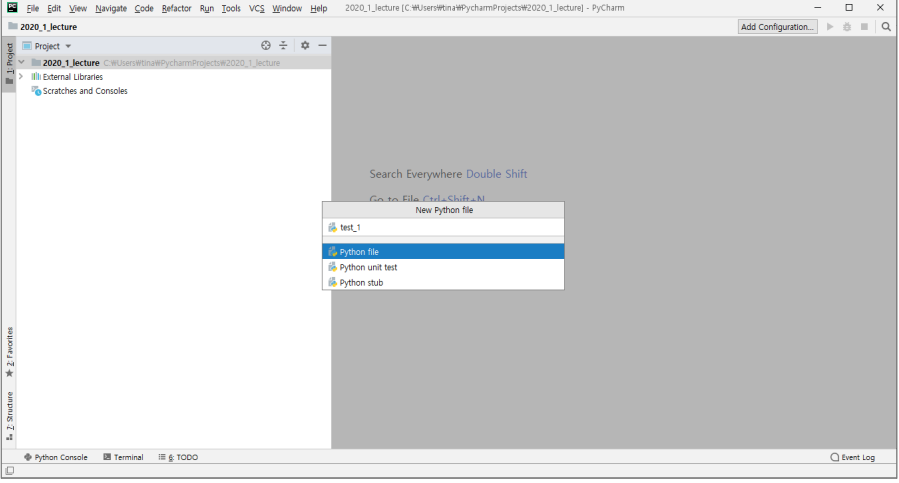 PC File Edit View Navigate Code Refactor Run Tools VCS Window Help 2020_1_lecture [C:₩Users₩tina₩PycharmProjects₩2020_1_lecture] - PyCharm
2020_1_lecture Add Configuration...
Project
2020_1_lecture C:₩Users₩tina₩PycharmProjects₩2020_1_lecture
External Libraries
Scratches and Consoles
1: Project
Search Everywhere Double Shift
Go to File Ctrl+Shift+N
New Python file
test_1
Python file
Python unit test
Python stub
2: Favorites
7: Structure
Python Console Terminal 6: TODO Event Log